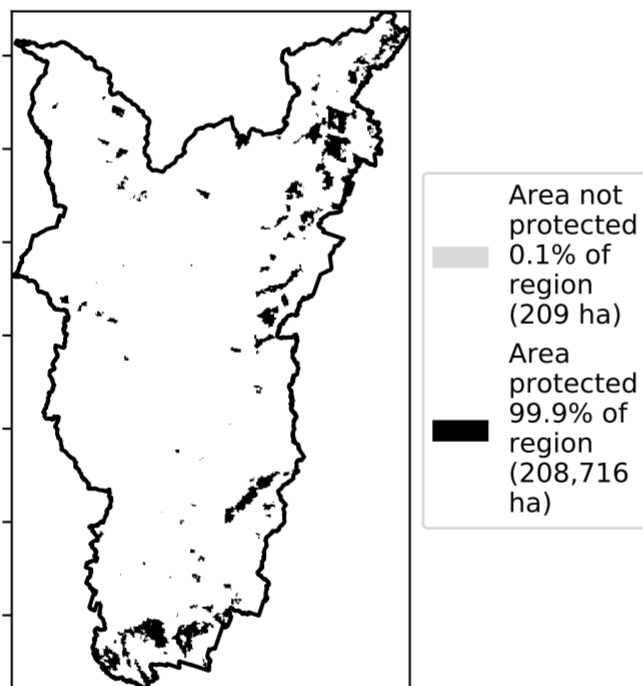 Area not
protected
0.1% of
region
(209 ha)
Area
protected
99.9% of
region
(208,716
ha)